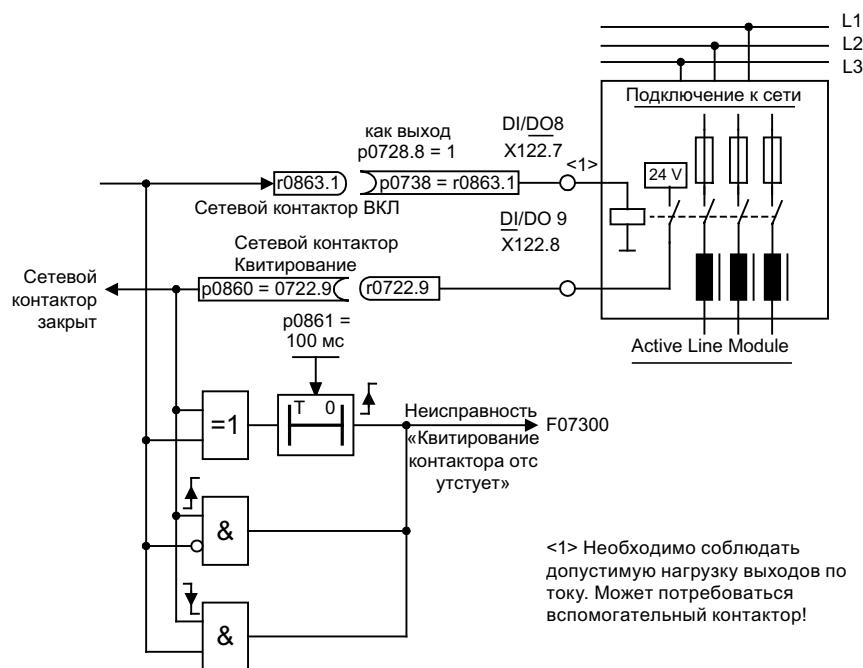 L1
L2
L3
Подключение к сети
как выход
p0728.8 = 1
DI/DO8
X122.7
<1>
24 V
r0863.1
p0738 = r0863.1
Сетевой контактор ВКЛ
DI/DO 9
X122.8
Сетевой контактор
Квитирование
Сетевой
контактор
закрыт
p0860 = 0722.9
r0722.9
p0861 =
100 мс
Active Line Module
T 0
=1
Неисправность
«Квитирование
контактора отс
утстует»
F07300
&
&
<1> Необходимо соблюдать
допустимую нагрузку выходов по
току. Может потребоваться
вспомогательный контактор!